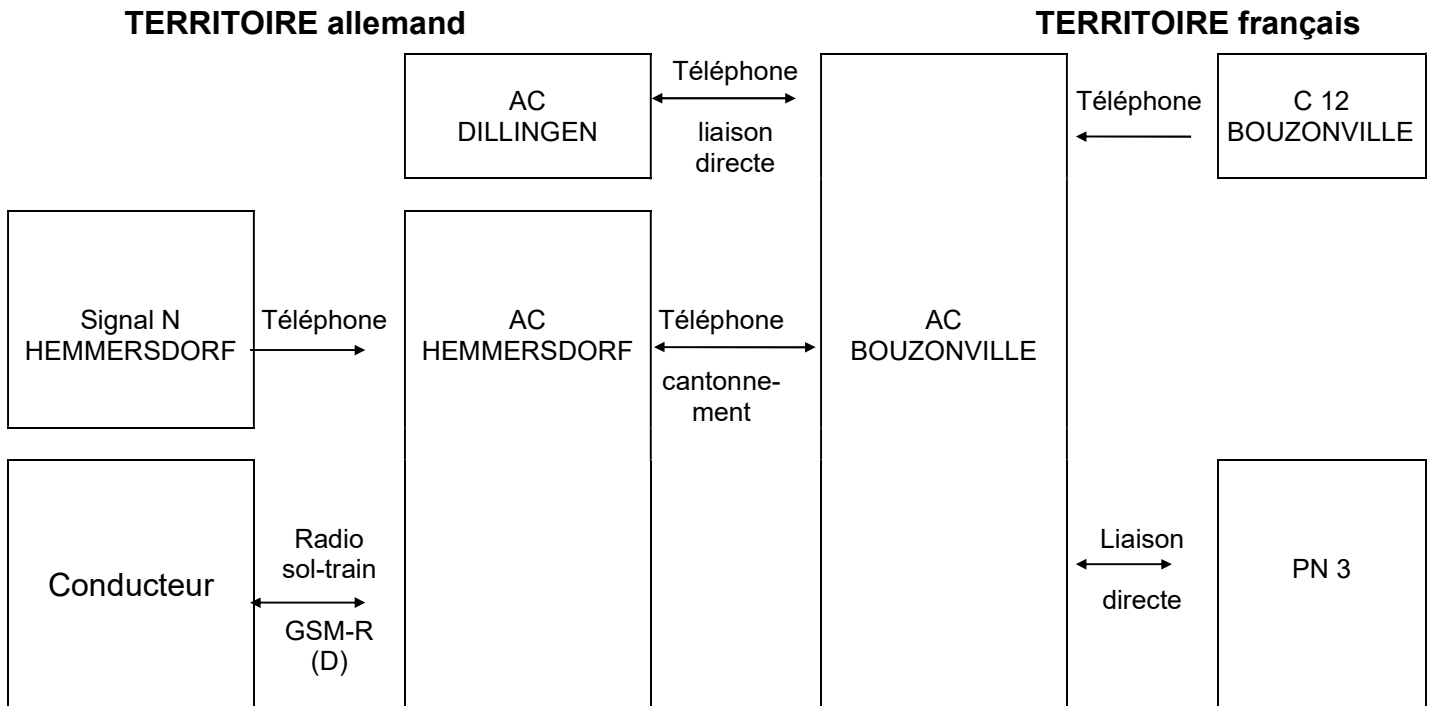 TERRITOIRE allemand
TERRITOIRE français
AC
DILLINGEN
Téléphone
liaison
directe
Téléphone
C 12
BOUZONVILLE
Signal N
HEMMERSDORF
Téléphone
AC
HEMMERSDORF
Téléphone
cantonne-
ment
AC
BOUZONVILLE
Conducteur
Radio
sol-train
GSM-R
(D)
Liaison
directe
PN 3